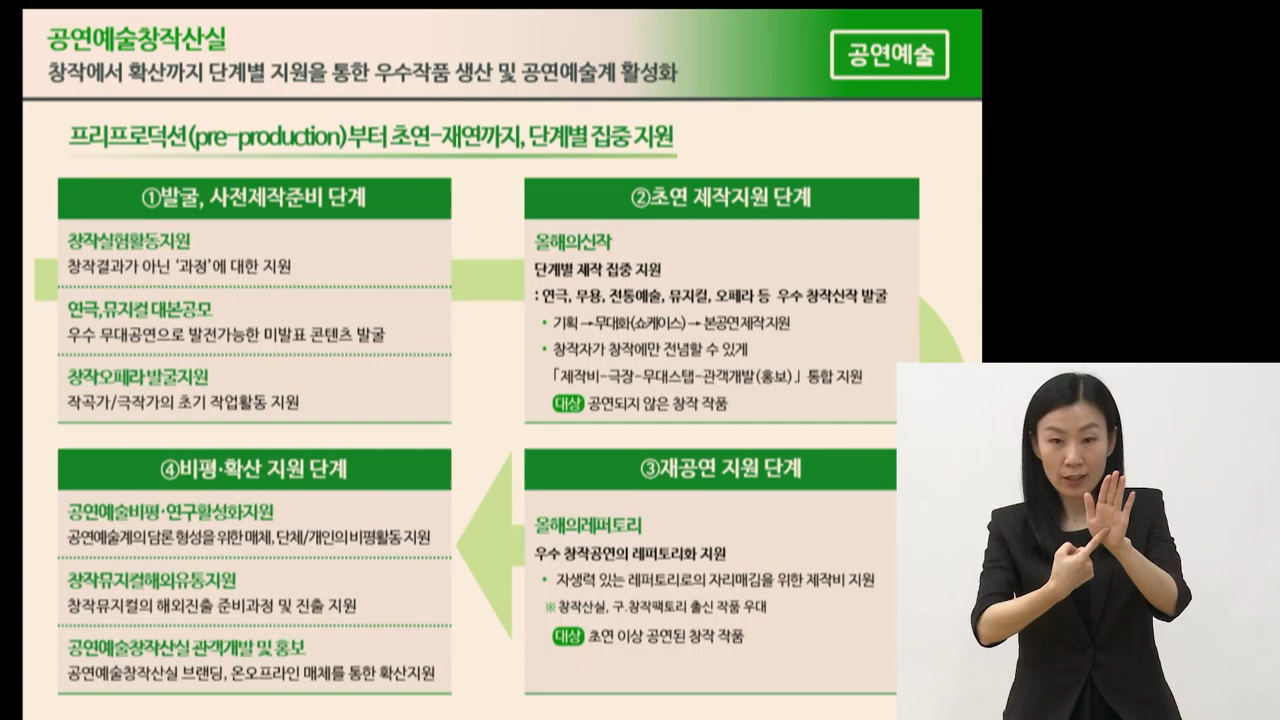 공연예술창작산실
창작에서 확산까지 단계별 지원을 통한 우수작품 생산 및 공연예술계 활성화
공연예술
프리프로덕션(pre-production)부터 초연-재연까지, 단계별 집중 지원
①발굴, 사전제작준비 단계
창작실험활동지원
창작결과가 아닌 '과정'에 대한 지원
연극,뮤지컬 대본공모
우수 무대공연으로 발전가능한 미발표 콘텐츠 발굴
창작오페라 발굴지원
작곡가/극작가의 초기 작업활동 지원
②초연 제작지원 단계
올해의신작
단계별 제작 집중 지원
: 연극, 무용, 전통예술, 뮤지컬, 오페라 등 우수 창작신작 발굴
• 기획 → 무대화(쇼케이스) → 본공연 제작 지원
• 창작자가 창작에만 전념할 수 있게
「제작비-극장-무대스탭-관객개발(홍보)」 통합 지원
대상 공연되지 않은 창작 작품
③재공연 지원 단계
올해의레퍼토리
우수 창작공연의 레퍼토리화 지원
• 자생력 있는 레퍼토리로의 자리매김을 위한 제작비 지원
※ 창작산실, 구.창작팩토리 출신 작품 우대
대상 초연 이상 공연된 창작 작품
④비평·확산 지원 단계
공연예술비평·연구활성화지원
공연예술계의 담론 형성을 위한 매체, 단체/개인의 비평활동 지원
창작뮤지컬해외유통지원
창작뮤지컬의 해외진출 준비과정 및 진출 지원
공연예술창작산실 관객개발 및 홍보
공연예술창작산실 브랜딩, 온오프라인 매체를 통한 확산지원